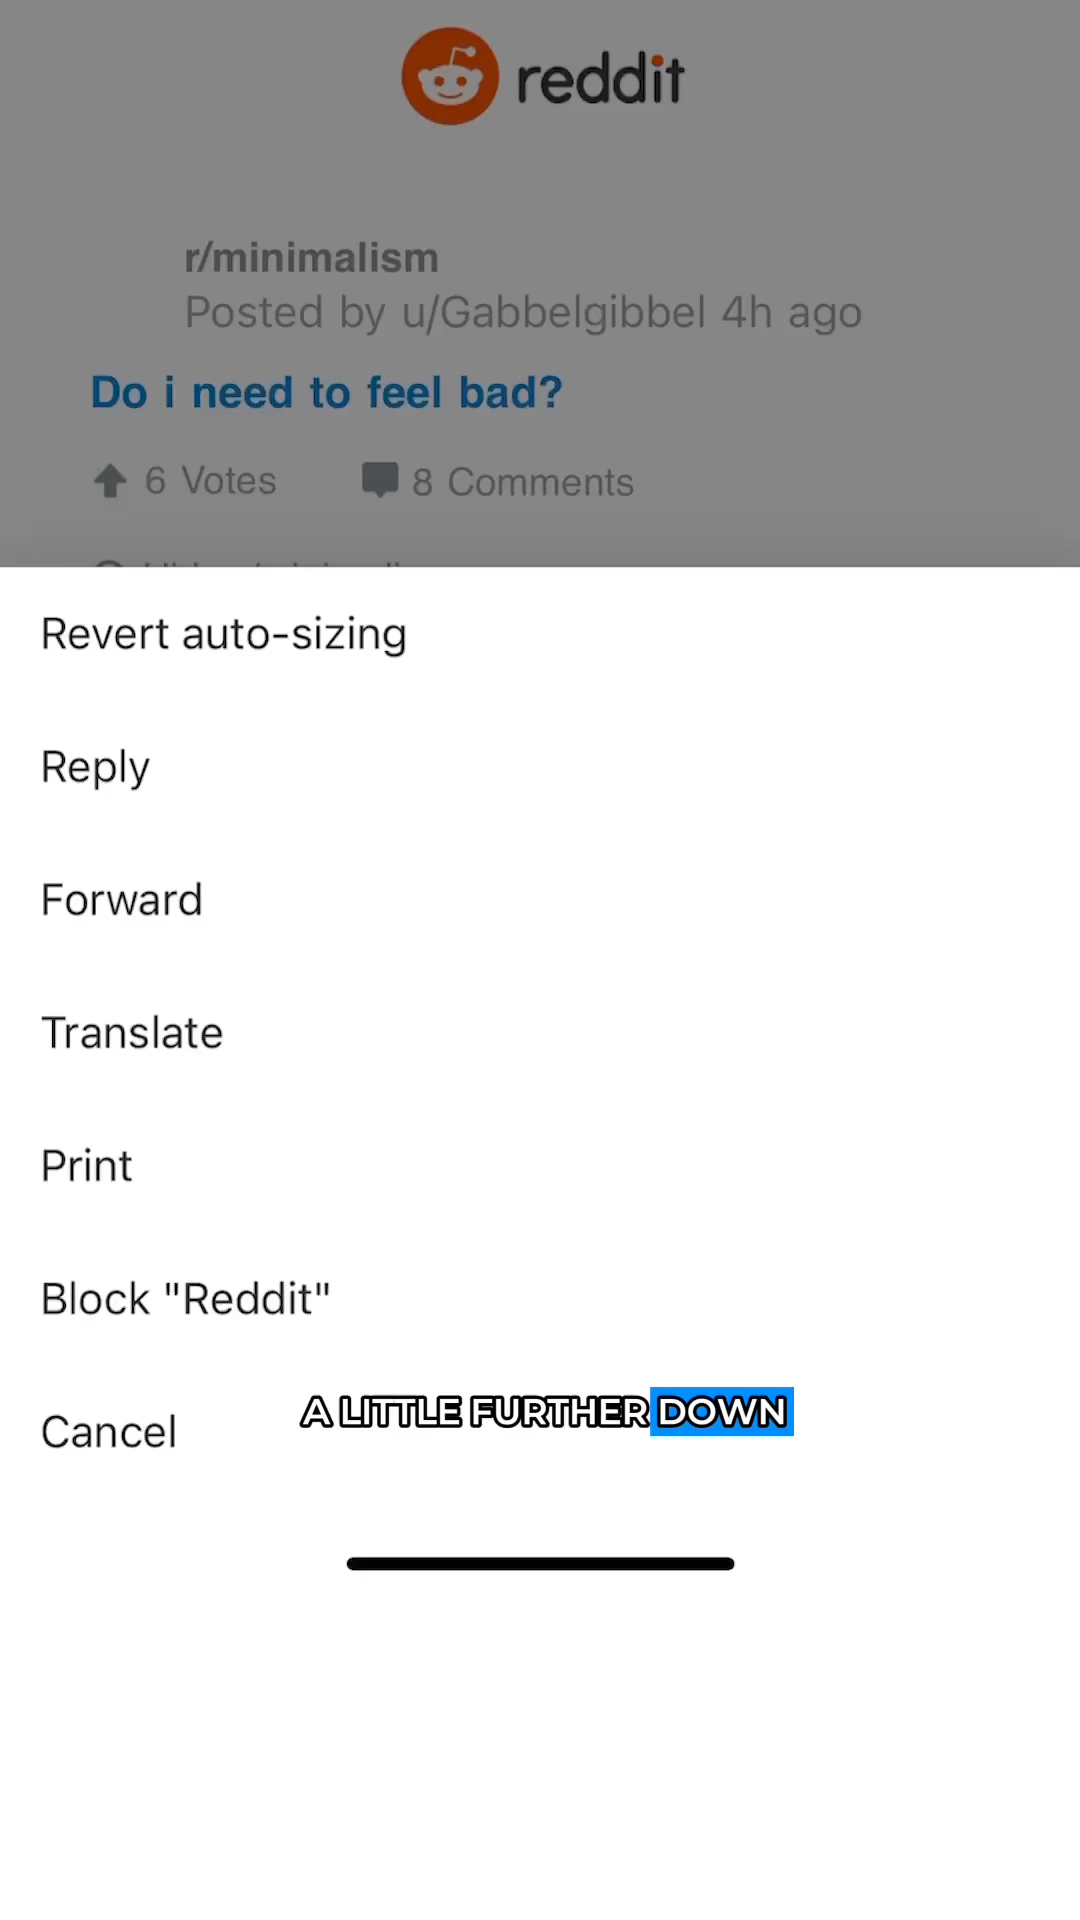 reddit
r/minimalism
Posted by u/Gabbelgibbel 4h ago
Do i need to feel bad?
6 Votes 8 Comments
Revert auto-sizing
Reply
Forward
Translate
Print
Block "Reddit"
Cancel
A LITTLE FURTHER DOWN